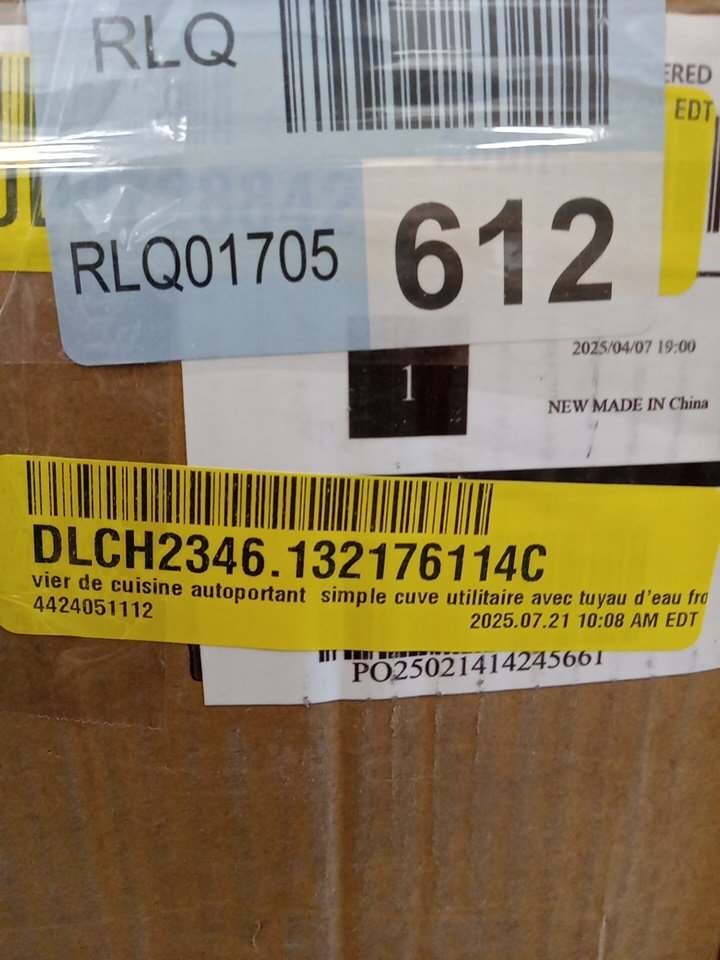 RLQ
ERED
EDT
RLQ01705
612
2025/04/07 19:00
1
NEW MADE IN China
DLCH2346.132176114C
vier de cuisine autoportant simple cuve utilitaire avec tuyau d'eau fro
4424051112
2025.07.21 10:08 AM EDT
PO25021414245661